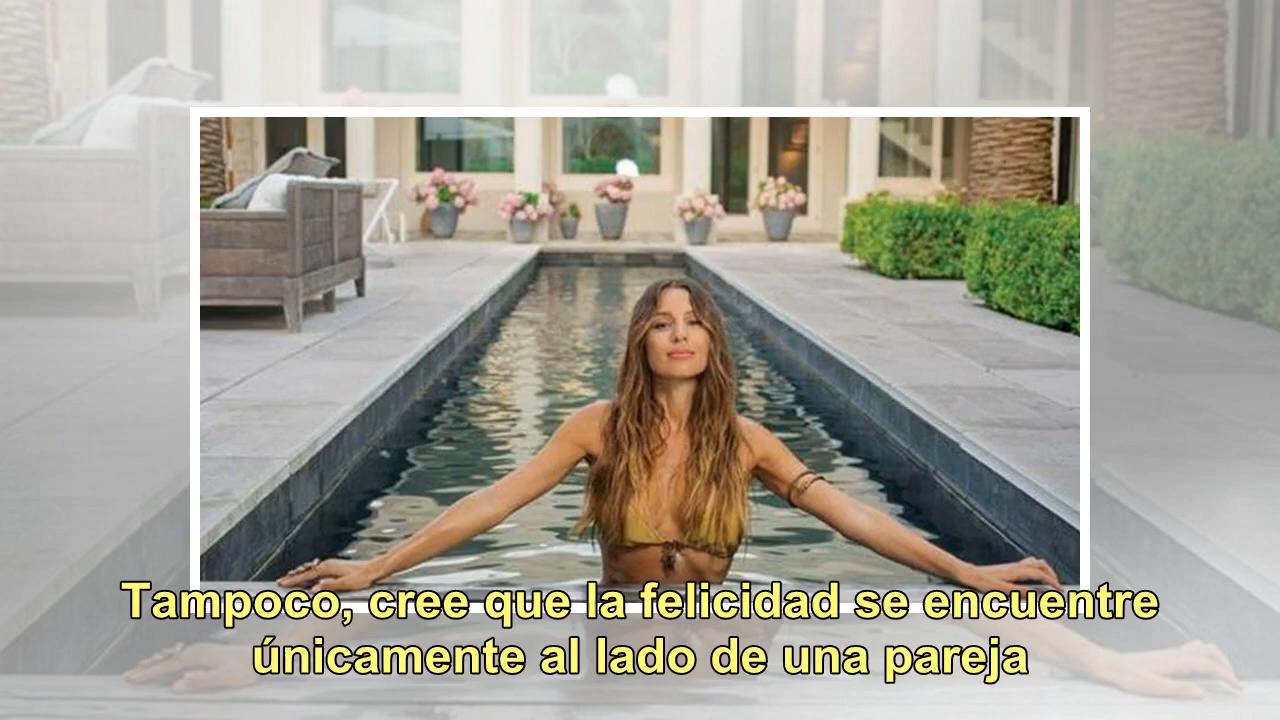 Tampoco, cree que la felicidad se encuentre
únicamente al lado de una pareja